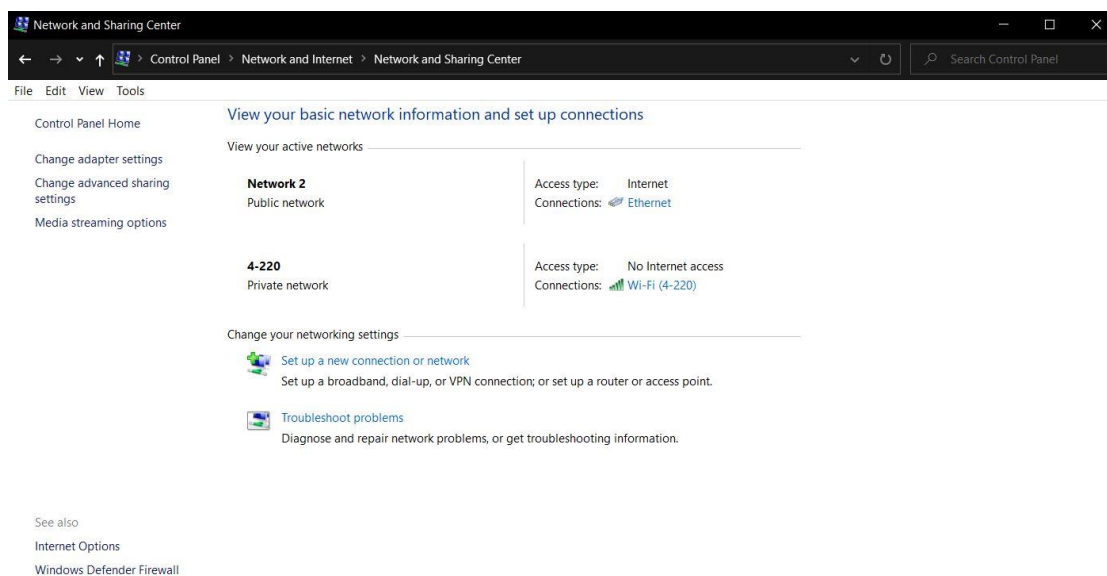 Network and Sharing Center
Control Panel > Network and Internet > Network and Sharing Center
Search Control Panel
File Edit View Tools
Control Panel Home
Change adapter settings
Change advanced sharing
settings
Media streaming options
View your basic network information and set up connections
View your active networks
Network 2
Public network
Access type: Internet
Connections: Ethernet
4-220
Private network
Access type: No Internet access
Connections: Wi-Fi (4-220)
Change your networking settings
Set up a new connection or network
Set up a broadband, dial-up, or VPN connection; or set up a router or access point.
Troubleshoot problems
Diagnose and repair network problems, or get troubleshooting information.
See also
Internet Options
Windows Defender Firewall